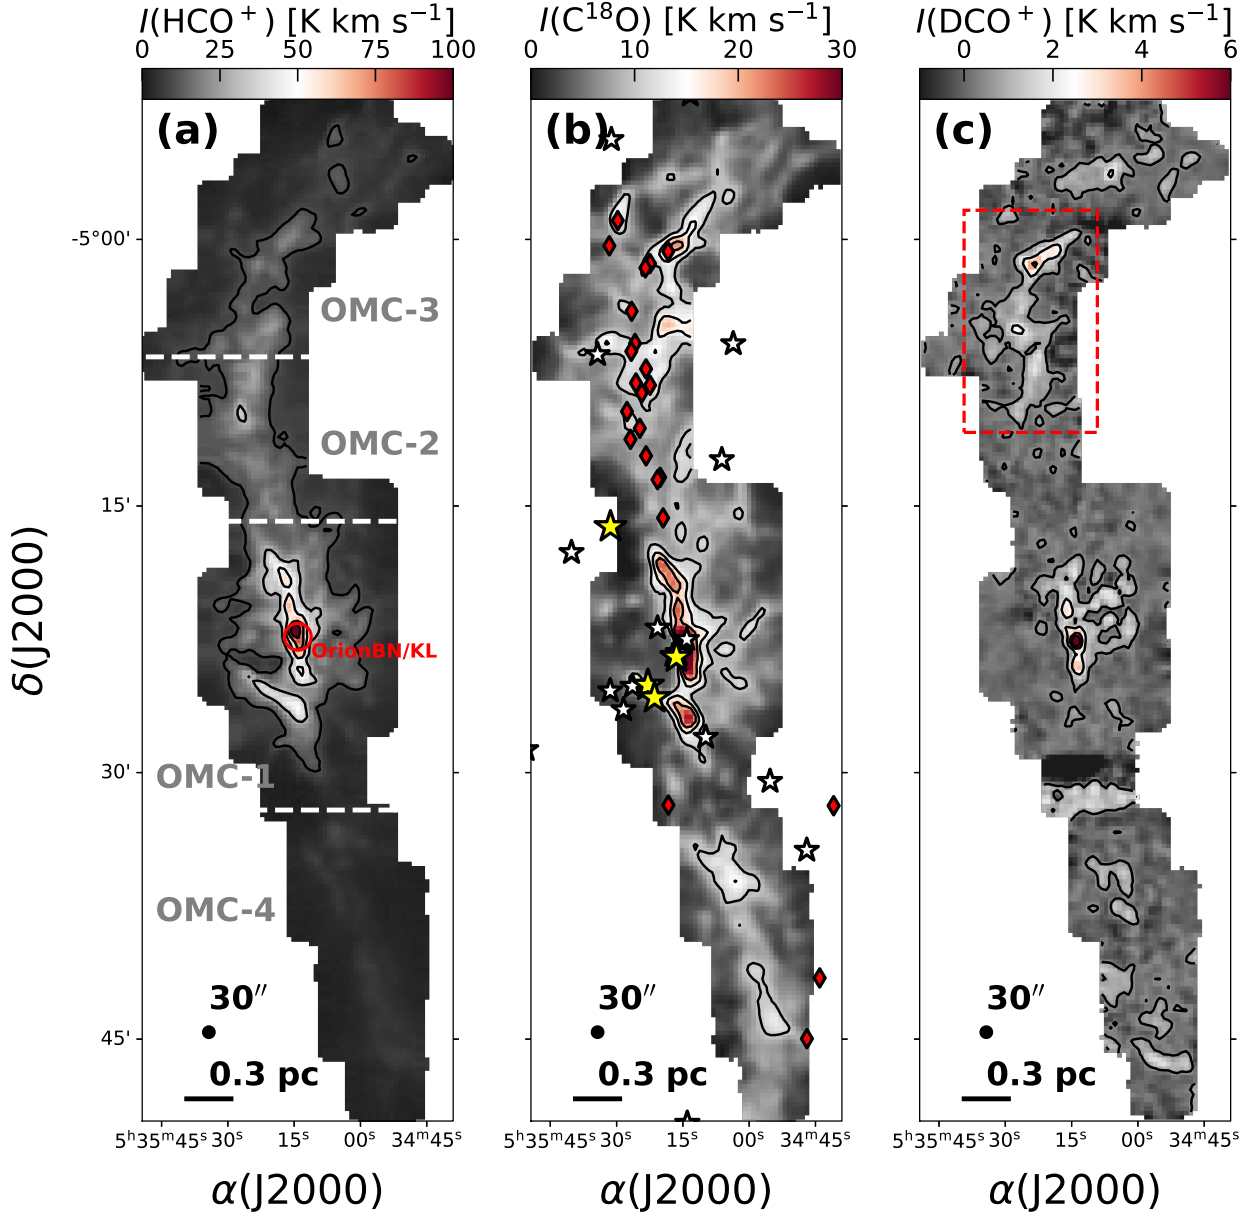 I(HCO⁺) [K km s⁻¹]
0 25 50 75 100
I(C¹⁸O) [K km s⁻¹]
0 10 20 30
I(DCO⁺) [K km s⁻¹]
0 2 4 6
(a)
(b)
(c)
-5°00'
15'
30'
45'
δ(J2000)
OMC-3
OMC-2
OrionBN/KL
OMC-1
OMC-4
30″
0.3 pc
30″
0.3 pc
30″
0.3 pc
5ʰ35ᵐ45ˢ 30ˢ 15ˢ 00ˢ 34ᵐ45ˢ
5ʰ35ᵐ45ˢ 30ˢ 15ˢ 00ˢ 34ᵐ45ˢ
5ʰ35ᵐ45ˢ 30ˢ 15ˢ 00ˢ 34ᵐ45ˢ
α(J2000)
α(J2000)
α(J2000)